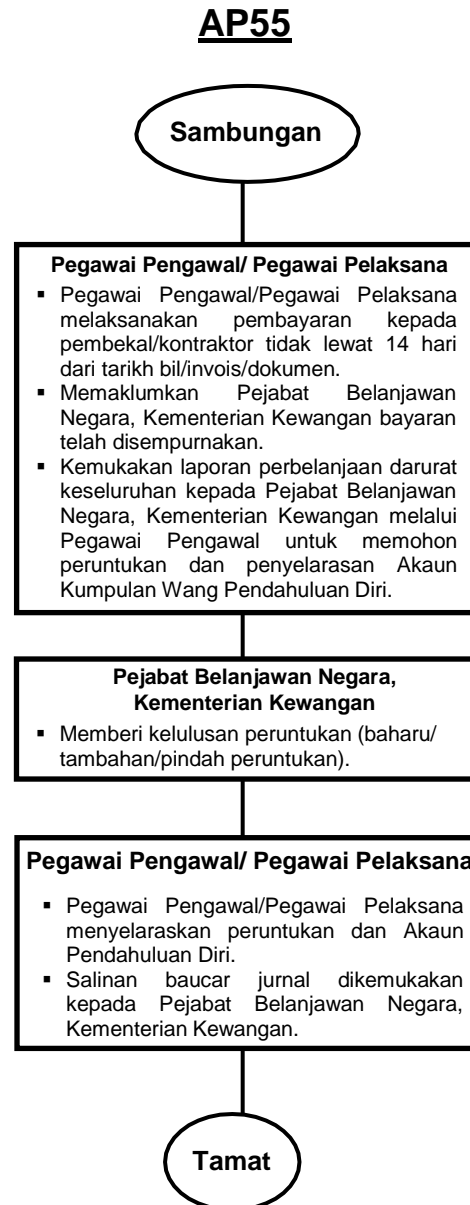 AP55
Sambungan
Pegawai Pengawal/ Pegawai Pelaksana
▪ Pegawai Pengawal/Pegawai Pelaksana
melaksanakan pembayaran kepada
pembekal/kontraktor tidak lewat 14 hari
dari tarikh bil/invois/dokumen.
▪ Memaklumkan Pejabat Belanjawan
Negara, Kementerian Kewangan bayaran
telah disempurnakan.
▪ Kemukakan laporan perbelanjaan darurat
keseluruhan kepada Pejabat Belanjawan
Negara, Kementerian Kewangan melalui
Pegawai Pengawal untuk memohon
peruntukan dan penyelarasan Akaun
Kumpulan Wang Pendahuluan Diri.
Pejabat Belanjawan Negara,
Kementerian Kewangan
▪ Memberi kelulusan peruntukan (baharu/
tambahan/pindah peruntukan).
Pegawai Pengawal/ Pegawai Pelaksana
▪ Pegawai Pengawal/Pegawai Pelaksana
menyelaraskan peruntukan dan Akaun
Pendahuluan Diri.
▪ Salinan baucar jurnal dikemukakan
kepada Pejabat Belanjawan Negara,
Kementerian Kewangan.
Tamat